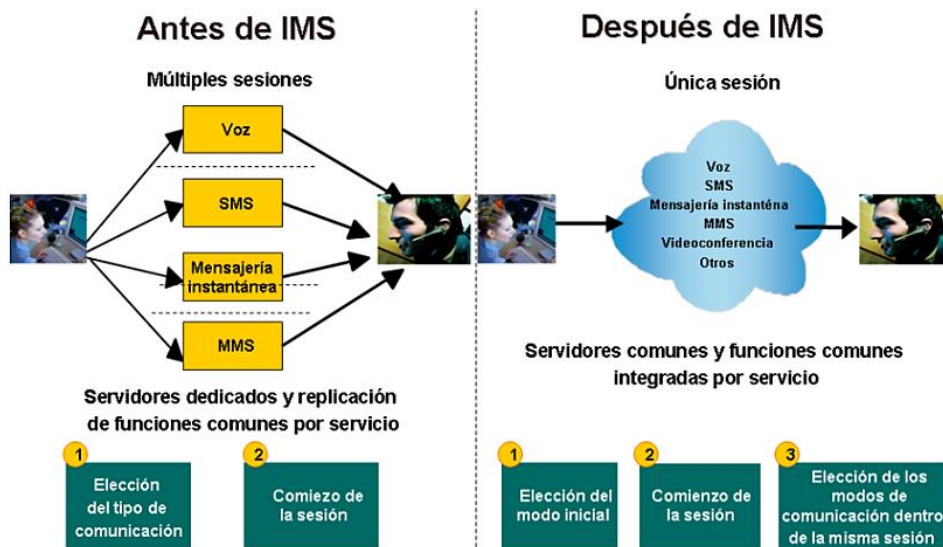 Antes de IMS
Múltiples sesiones
Voz
SMS
Mensajería
instantánea
MMS
Servidores dedicados y replicación
de funciones comunes por servicio
1
Elección
del tipo de
comunicación
2
Comiezo de
la sesión
Después de IMS
Única sesión
Voz
SMS
Mensajería instanténa
MMS
Videoconferencia
Otros
Servidores comunes y funciones comunes
integradas por servicio
1
Elección del
modo inicial
2
Comienzo de
la sesión
3
Elección de los
modos de
comunicación dentro
de la misma sesión